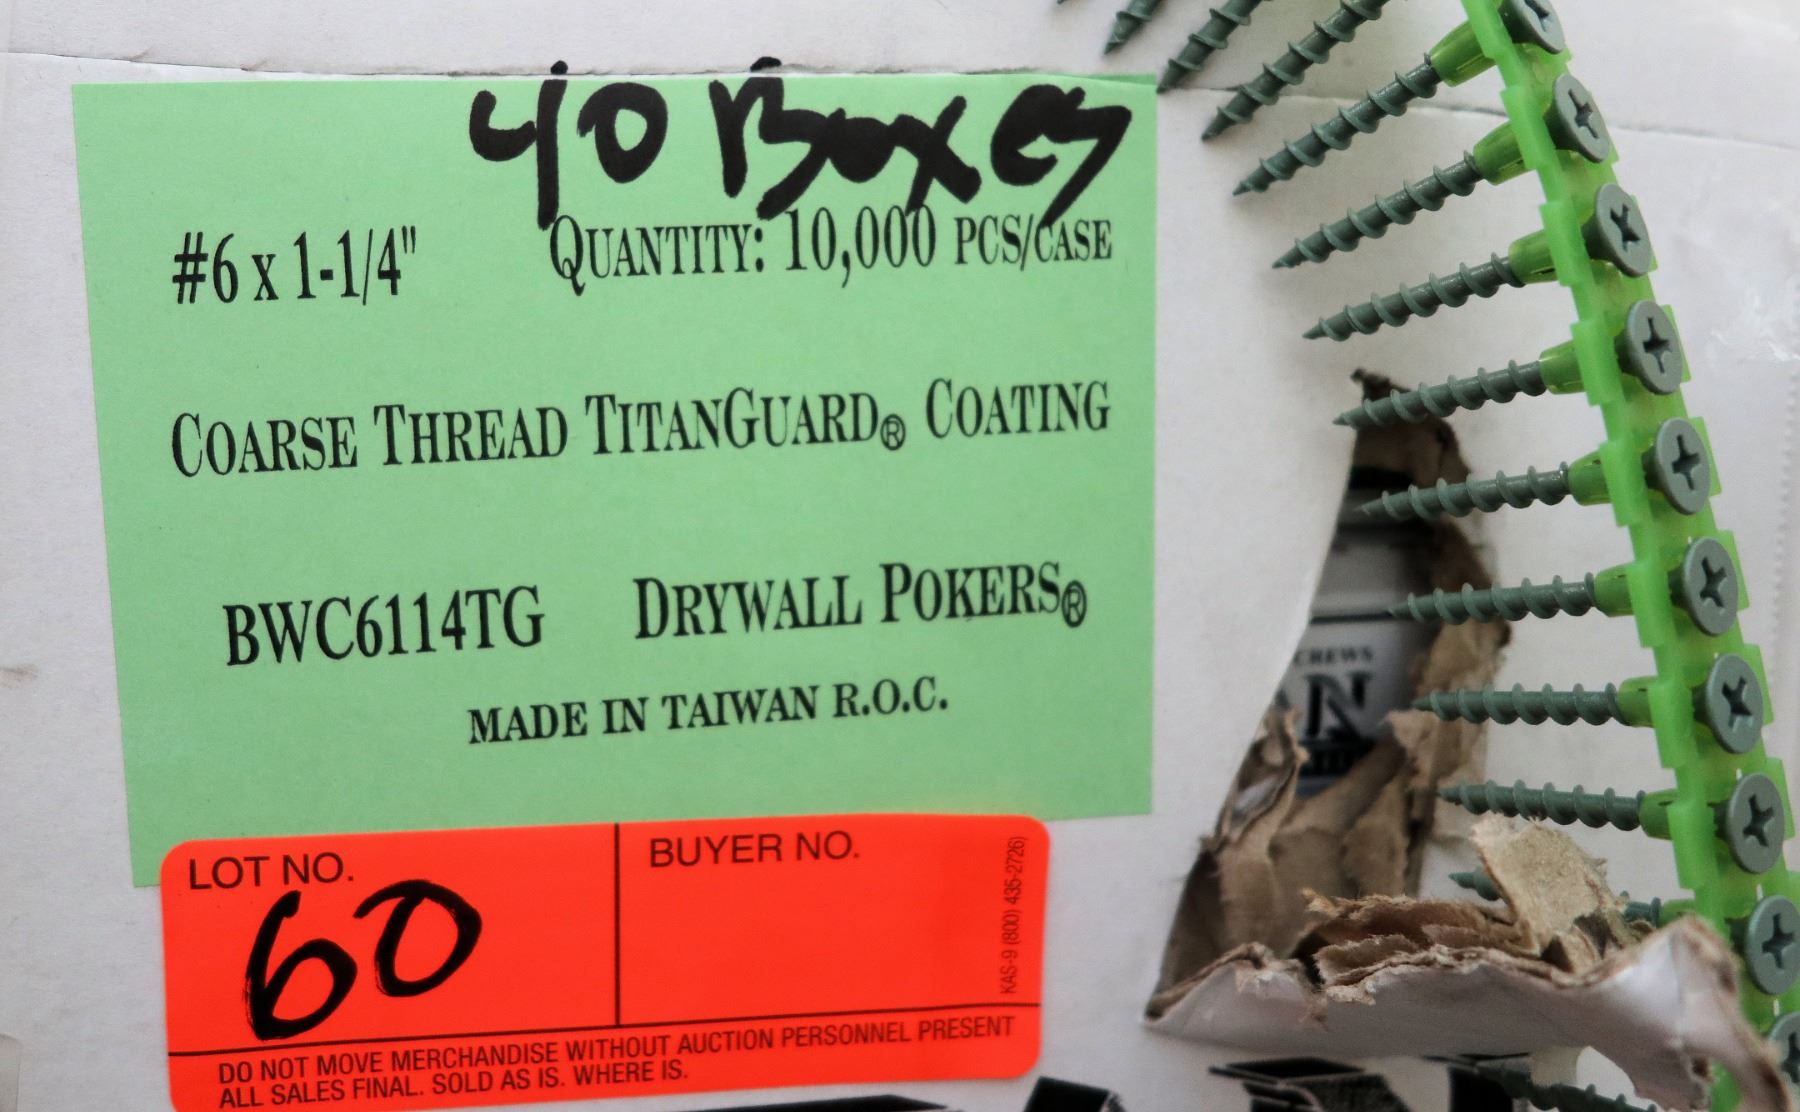 40 Boxes
#6 x 1-1/4" QUANTITY: 10,000 PCS/CASE
COARSE THREAD TITANGUARD® COATING
BWC6114TG DRYWALL POKERS®
MADE IN TAIWAN R.O.C.
LOT NO. BUYER NO.
60
KAS-9 (800) 435-2726)
DO NOT MOVE MERCHANDISE WITHOUT AUCTION PERSONNEL PRESENT
ALL SALES FINAL. SOLD AS IS. WHERE IS.